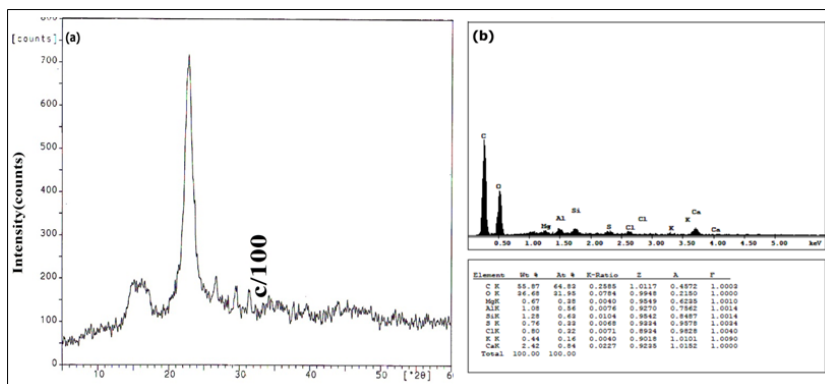 800
[counts]
(a)
700
600
500
400
300
200
100
0
Intensity(counts)
c/100
10 20 30 40 50 [°2θ] 60
(b)
C
O
Mg
Al
Si
S
Cl
Cl
K
K
Ca
Ca
0.50 1.00 1.50 2.00 2.50 3.00 3.50 4.00 4.50 5.00 keV
Element Wt % At % K-Ratio Z A F
C K 55.87 64.83 0.2585 1.0117 0.4572 1.0003
O K 36.68 31.95 0.0784 0.9948 0.2150 1.0000
MgK 0.67 0.38 0.0040 0.9549 0.6235 1.0010
AlK 1.08 0.56 0.0076 0.9270 0.7562 1.0014
SiK 1.28 0.63 0.0104 0.9542 0.8487 1.0014
S K 0.76 0.33 0.0068 0.9334 0.9578 1.0034
ClK 0.80 0.32 0.0071 0.8934 0.9828 1.0040
K K 0.44 0.16 0.0040 0.9018 1.0101 1.0090
CaK 2.42 0.84 0.0227 0.9235 1.0152 1.0000
Total 100.00 100.00